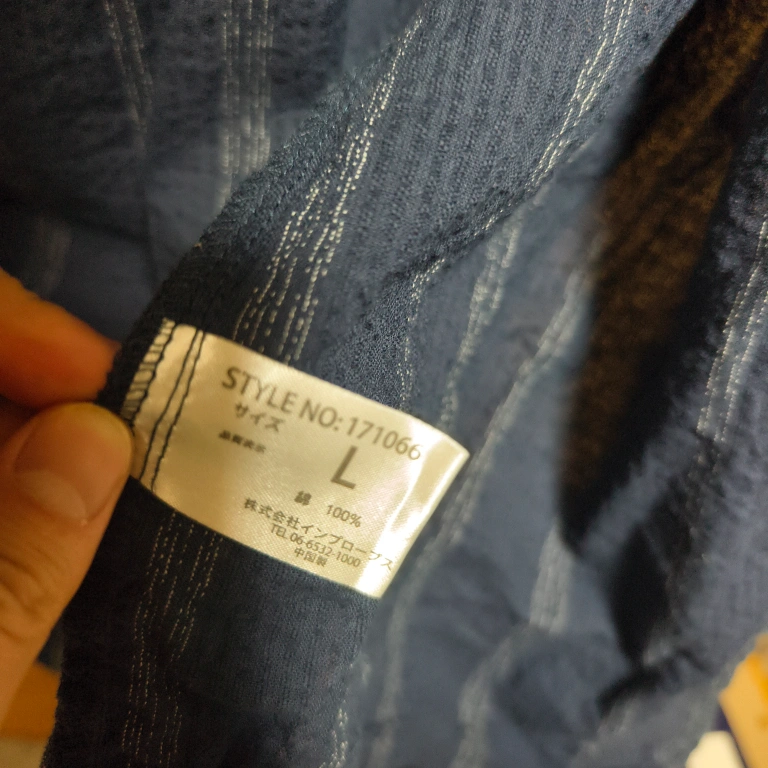 STYLE NO: 171066
サイズ
L
品質表示
綿 100%
株式会社インプローブス
TEL 06-6532-1000
中国製